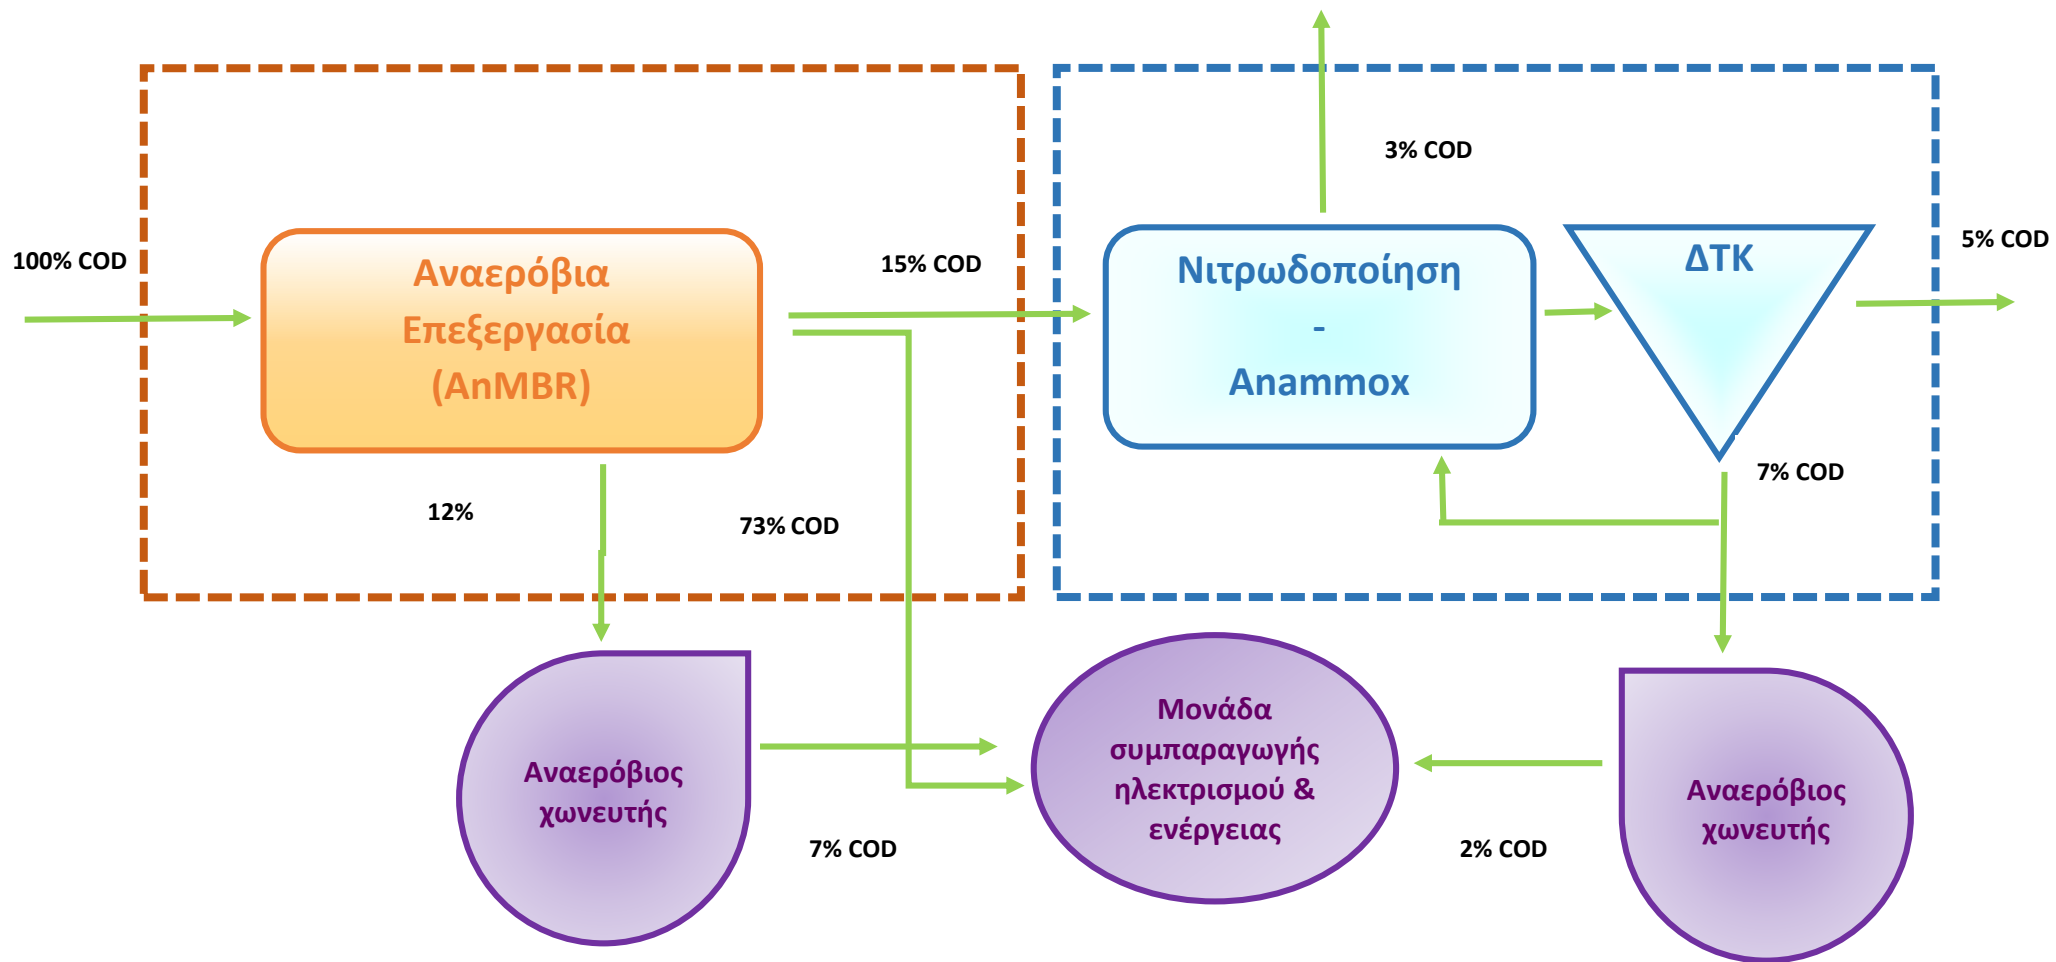 3% COD
100% COD
Αναερόβια
Επεξεργασία
(AnMBR)
15% COD
Νιτρωδοποίηση
-
Anammox
ΔΤΚ
5% COD
12%
73% COD
7% COD
Αναερόβιος
χωνευτής
7% COD
Μονάδα
συμπαραγωγής
ηλεκτρισμού &
ενέργειας
2% COD
Αναερόβιος
χωνευτής